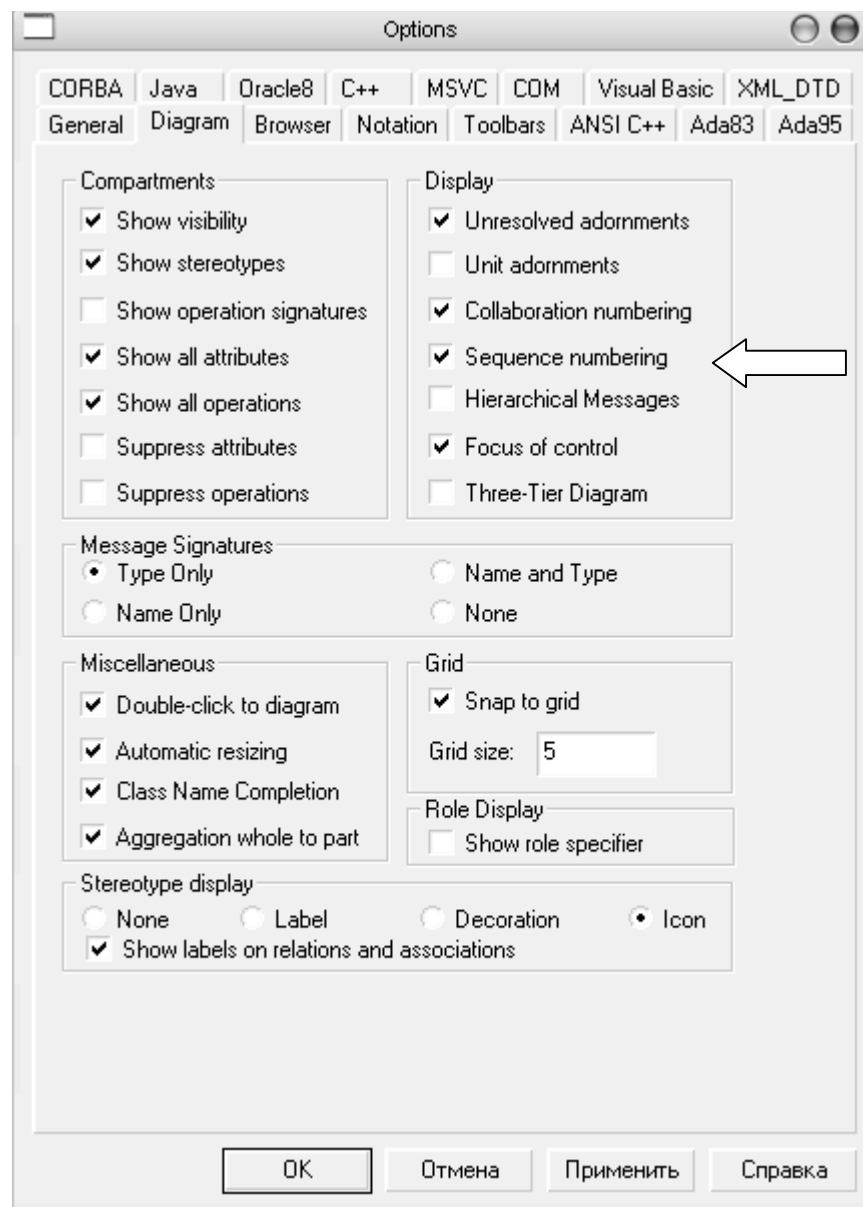 Options
CORBA Java Oracle8 C++ MSVC COM Visual Basic XML_DTD
General Diagram Browser Notation Toolbars ANSI C++ Ada83 Ada95
Compartments
Show visibility
Show stereotypes
Show operation signatures
Show all attributes
Show all operations
Suppress attributes
Suppress operations
Display
Unresolved adornments
Unit adornments
Collaboration numbering
Sequence numbering
Hierarchical Messages
Focus of control
Three-Tier Diagram
Message Signatures
Type Only Name and Type
Name Only None
Miscellaneous
Double-click to diagram
Automatic resizing
Class Name Completion
Aggregation whole to part
Grid
Snap to grid
Grid size: 5
Role Display
Show role specifier
Stereotype display
None Label Decoration Icon
Show labels on relations and associations
OK Отмена Применить Справка